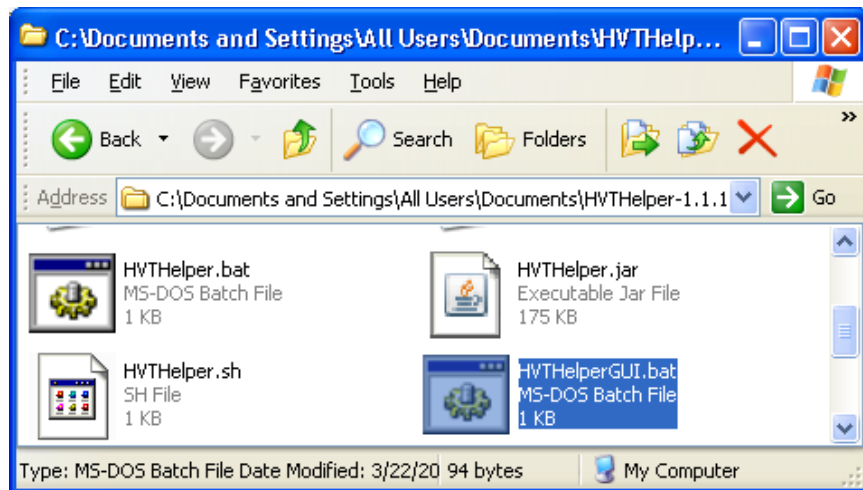 C:\Documents and Settings\All Users\Documents\HVTHelp...
File Edit View Favorites Tools Help
Back Search Folders »
Address C:\Documents and Settings\All Users\Documents\HVTHelper-1.1.1 Go
HVTHelper.bat
MS-DOS Batch File
1 KB
HVTHelper.jar
Executable Jar File
175 KB
HVTHelper.sh
SH File
1 KB
HVTHelperGUI.bat
MS-DOS Batch File
1 KB
Type: MS-DOS Batch File Date Modified: 3/22/20 94 bytes My Computer